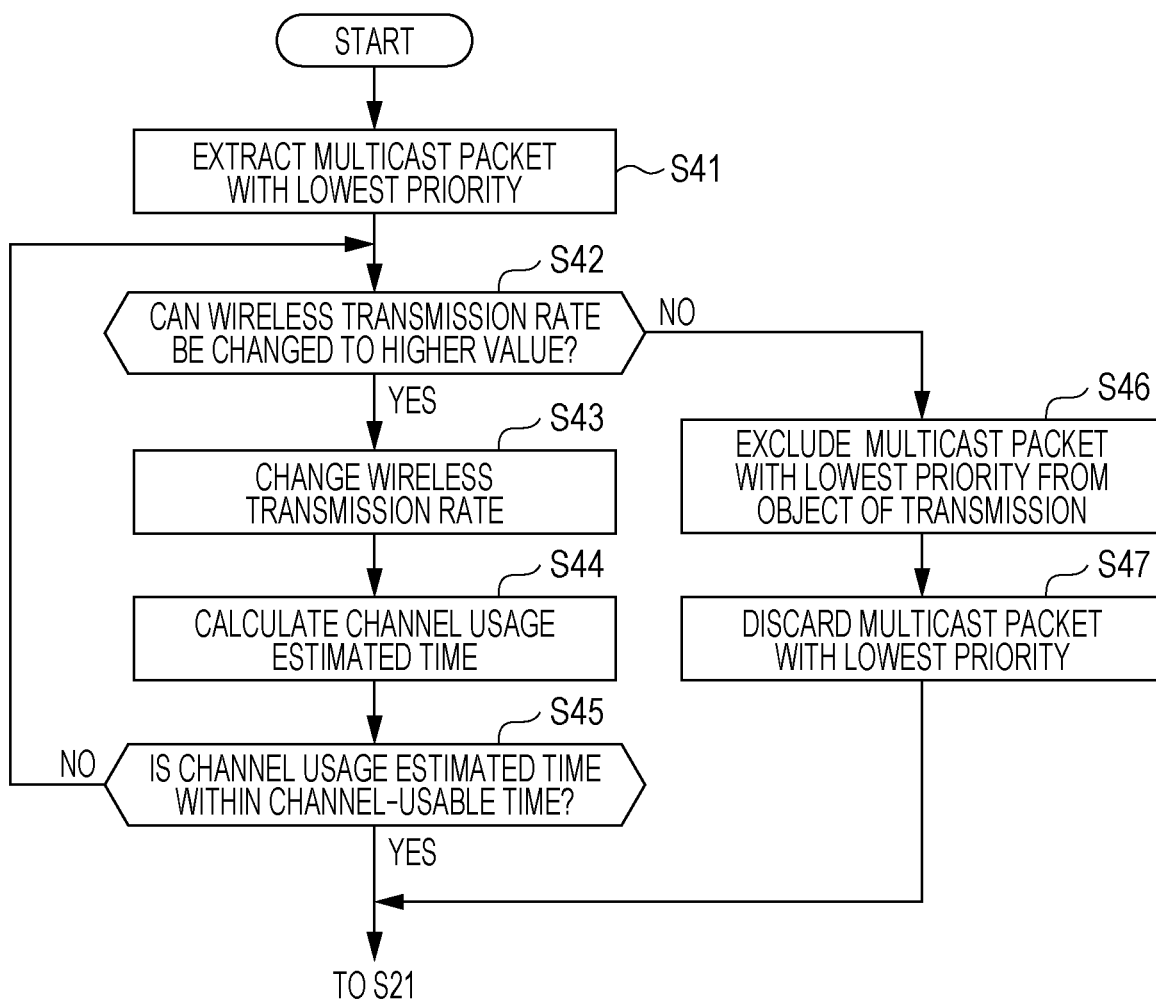 START
EXTRACT MULTICAST PACKET
WITH LOWEST PRIORITY
S41
S42
CAN WIRELESS TRANSMISSION RATE
BE CHANGED TO HIGHER VALUE?
NO
YES
S43
CHANGE WIRELESS
TRANSMISSION RATE
S46
EXCLUDE MULTICAST PACKET
WITH LOWEST PRIORITY FROM
OBJECT OF TRANSMISSION
S44
CALCULATE CHANNEL USAGE
ESTIMATED TIME
S47
DISCARD MULTICAST PACKET
WITH LOWEST PRIORITY
S45
NO
IS CHANNEL USAGE ESTIMATED TIME
WITHIN CHANNEL-USABLE TIME?
YES
TO S21